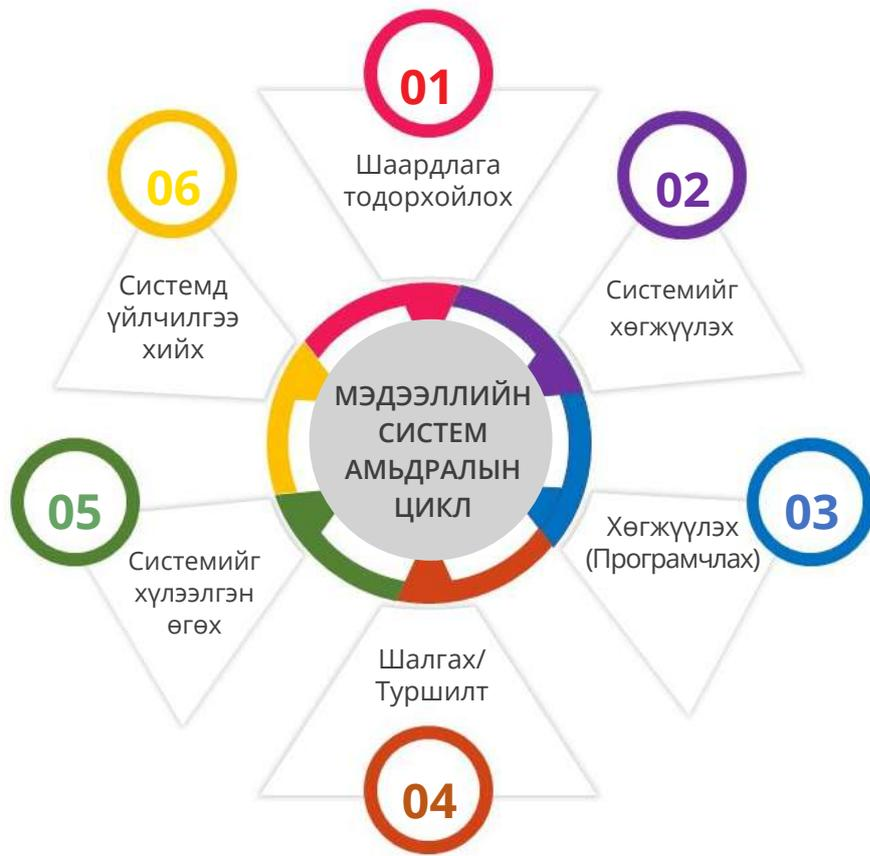 01
Шаардлага
тодорхойлох
02
Системийг
хөгжүүлэх
03
Хөгжүүлэх
(Програмчлах)
04
Шалгах/
Туршилт
05
Системийг
хүлээлгэн
өгөх
06
Системд
үйлчилгээ
хийх
МЭДЭЭЛЛИЙН
СИСТЕМ
АМЬДРАЛЫН
ЦИКЛ